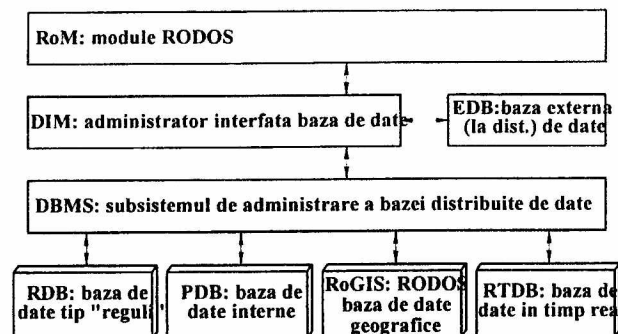 RoM: module RODOS
DIM: administrator interfata baza de date
EDB:baza externa
(la dist.) de date
DBMS: subsistemul de administrare a bazei distribuite de date
RDB: baza de
date tip "reguli"
PDB: baza de
date interne
RoGIS: RODOS
baza de date
geografice
RTDB: baza de
date in timp rea